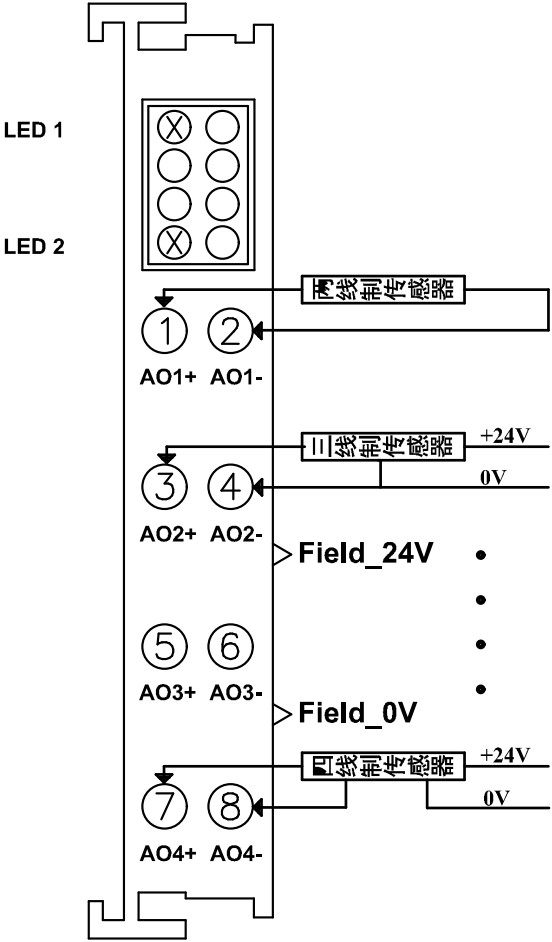 LED 1
LED 2
两线制传感器
1 2
AO1+ AO1-
三线制传感器 +24V
0V
3 4
AO2+ AO2-
Field_24V
5 6
AO3+ AO3-
Field_0V
四线制传感器 +24V
0V
7 8
AO4+ AO4-